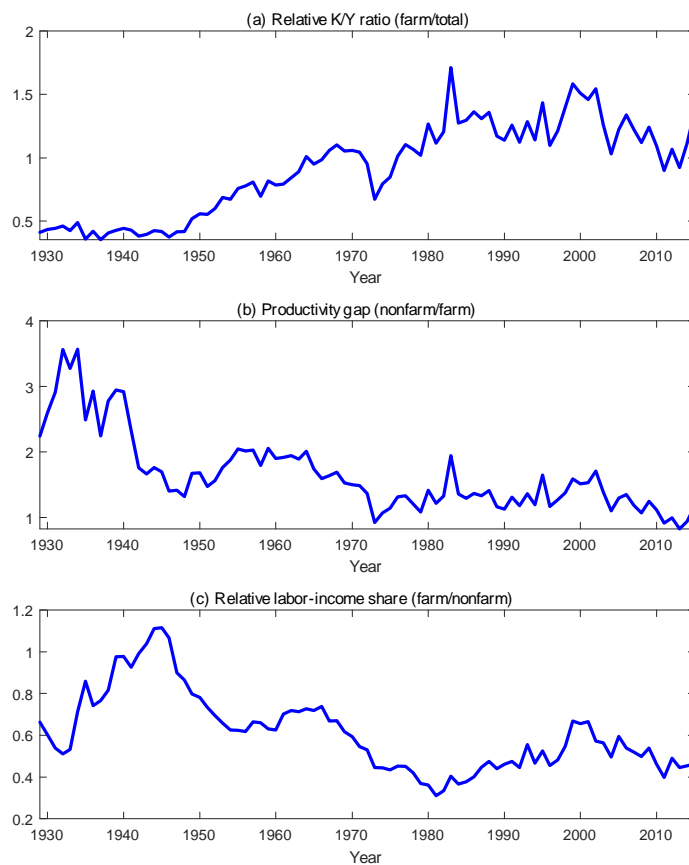 (a) Relative K/Y ratio (farm/total)
2
1.5
1
0.5
1930 1940 1950 1960 1970 1980 1990 2000 2010
Year
(b) Productivity gap (nonfarm/farm)
4
3
2
1
1930 1940 1950 1960 1970 1980 1990 2000 2010
Year
(c) Relative labor-income share (farm/nonfarm)
1.2
1
0.8
0.6
0.4
0.2
1930 1940 1950 1960 1970 1980 1990 2000 2010
Year